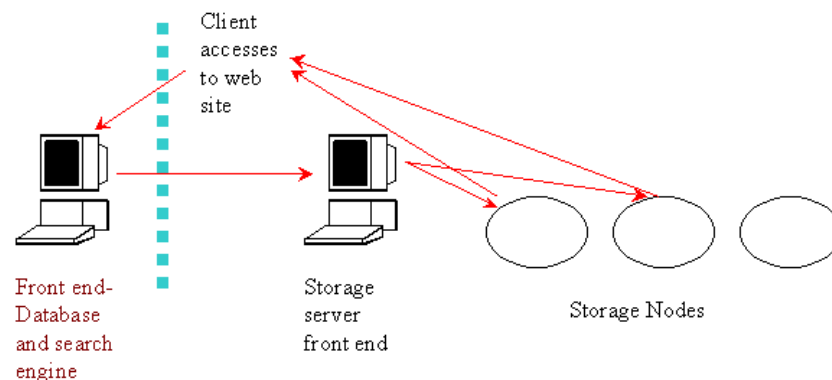 Client
accesses
to web
site
Front end-
Database
and search
engine
Storage
server
front end
Storage Nodes